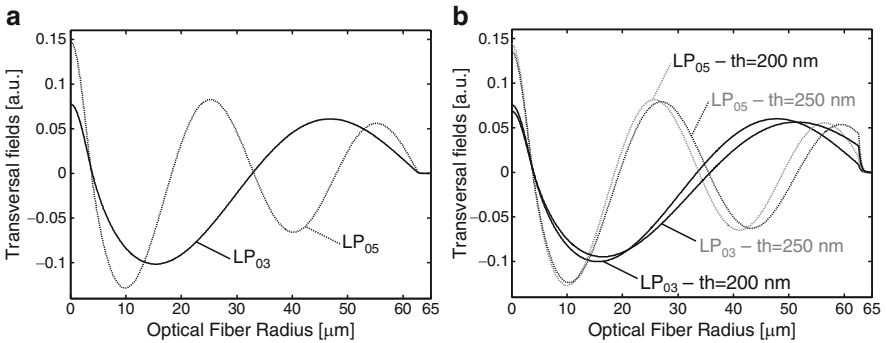 a
Transversal fields [a.u.]
0.15
0.1
0.05
0
−0.05
−0.1
LP03
LP05
0 10 20 30 40 50 60 65
Optical Fiber Radius [μm]
b
Transversal fields [a.u.]
0.15
0.1
0.05
0
−0.05
−0.1
LP05 – th=200 nm
LP05 – th=250 nm
LP03 – th=250 nm
LP03 – th=200 nm
0 10 20 30 40 50 60 65
Optical Fiber Radius [μm]